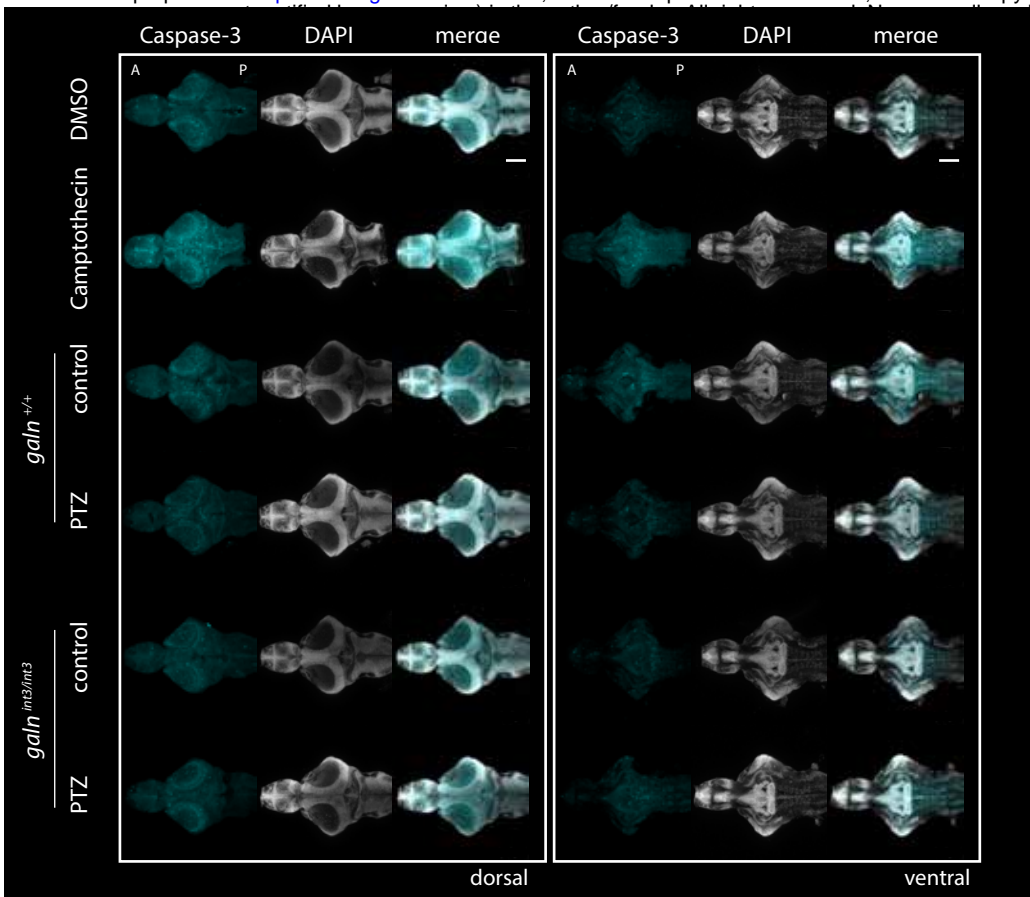 Caspase-3 DAPI merge Caspase-3 DAPI merge
A P A P
DMSO
Camptothecin
galn +/+
control
PTZ
galn int3/int3
control
PTZ
dorsal ventral